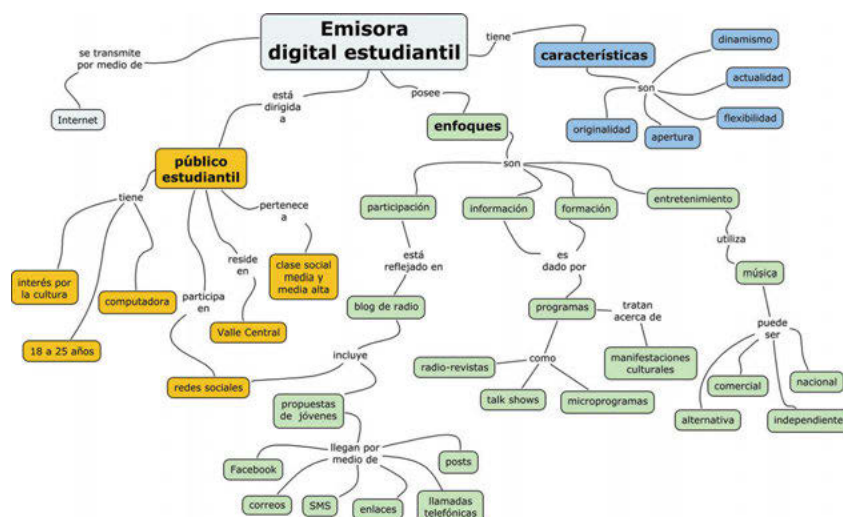 Emisora
digital estudiantil
se transmite
por medio de
Internet
está
dirigida
a
posee
tiene
características
son
dinamismo
actualidad
flexibilidad
apertura
originalidad
enfoques
son
público
estudiantil
tiene
interés por
la cultura
18 a 25 años
computadora
participa
en
redes sociales
reside
en
Valle Central
pertenece
a
clase social
media y
media alta
participación
información
formación
entretenimiento
está
reflejado en
blog de radio
incluye
propuestas
de jóvenes
llegan por
medio de
Facebook
correos
SMS
enlaces
llamadas
telefónicas
posts
es
dado por
programas
como
radio-revistas
talk shows
microprogramas
tratan
acerca de
manifestaciones
culturales
utiliza
música
puede
ser
alternativa
comercial
independiente
nacional